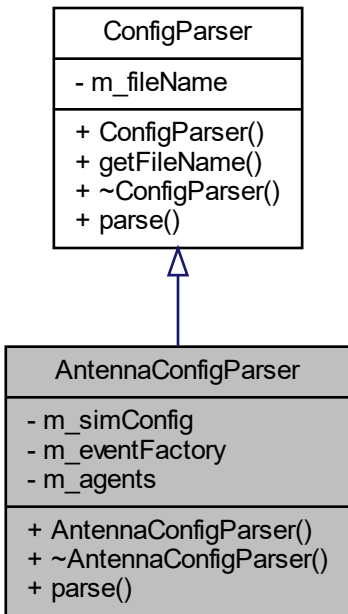 ConfigParser
- m_fileName
+ ConfigParser()
+ getFileName()
+ ~ConfigParser()
+ parse()
AntennaConfigParser
- m_simConfig
- m_eventFactory
- m_agents
+ AntennaConfigParser()
+ ~AntennaConfigParser()
+ parse()